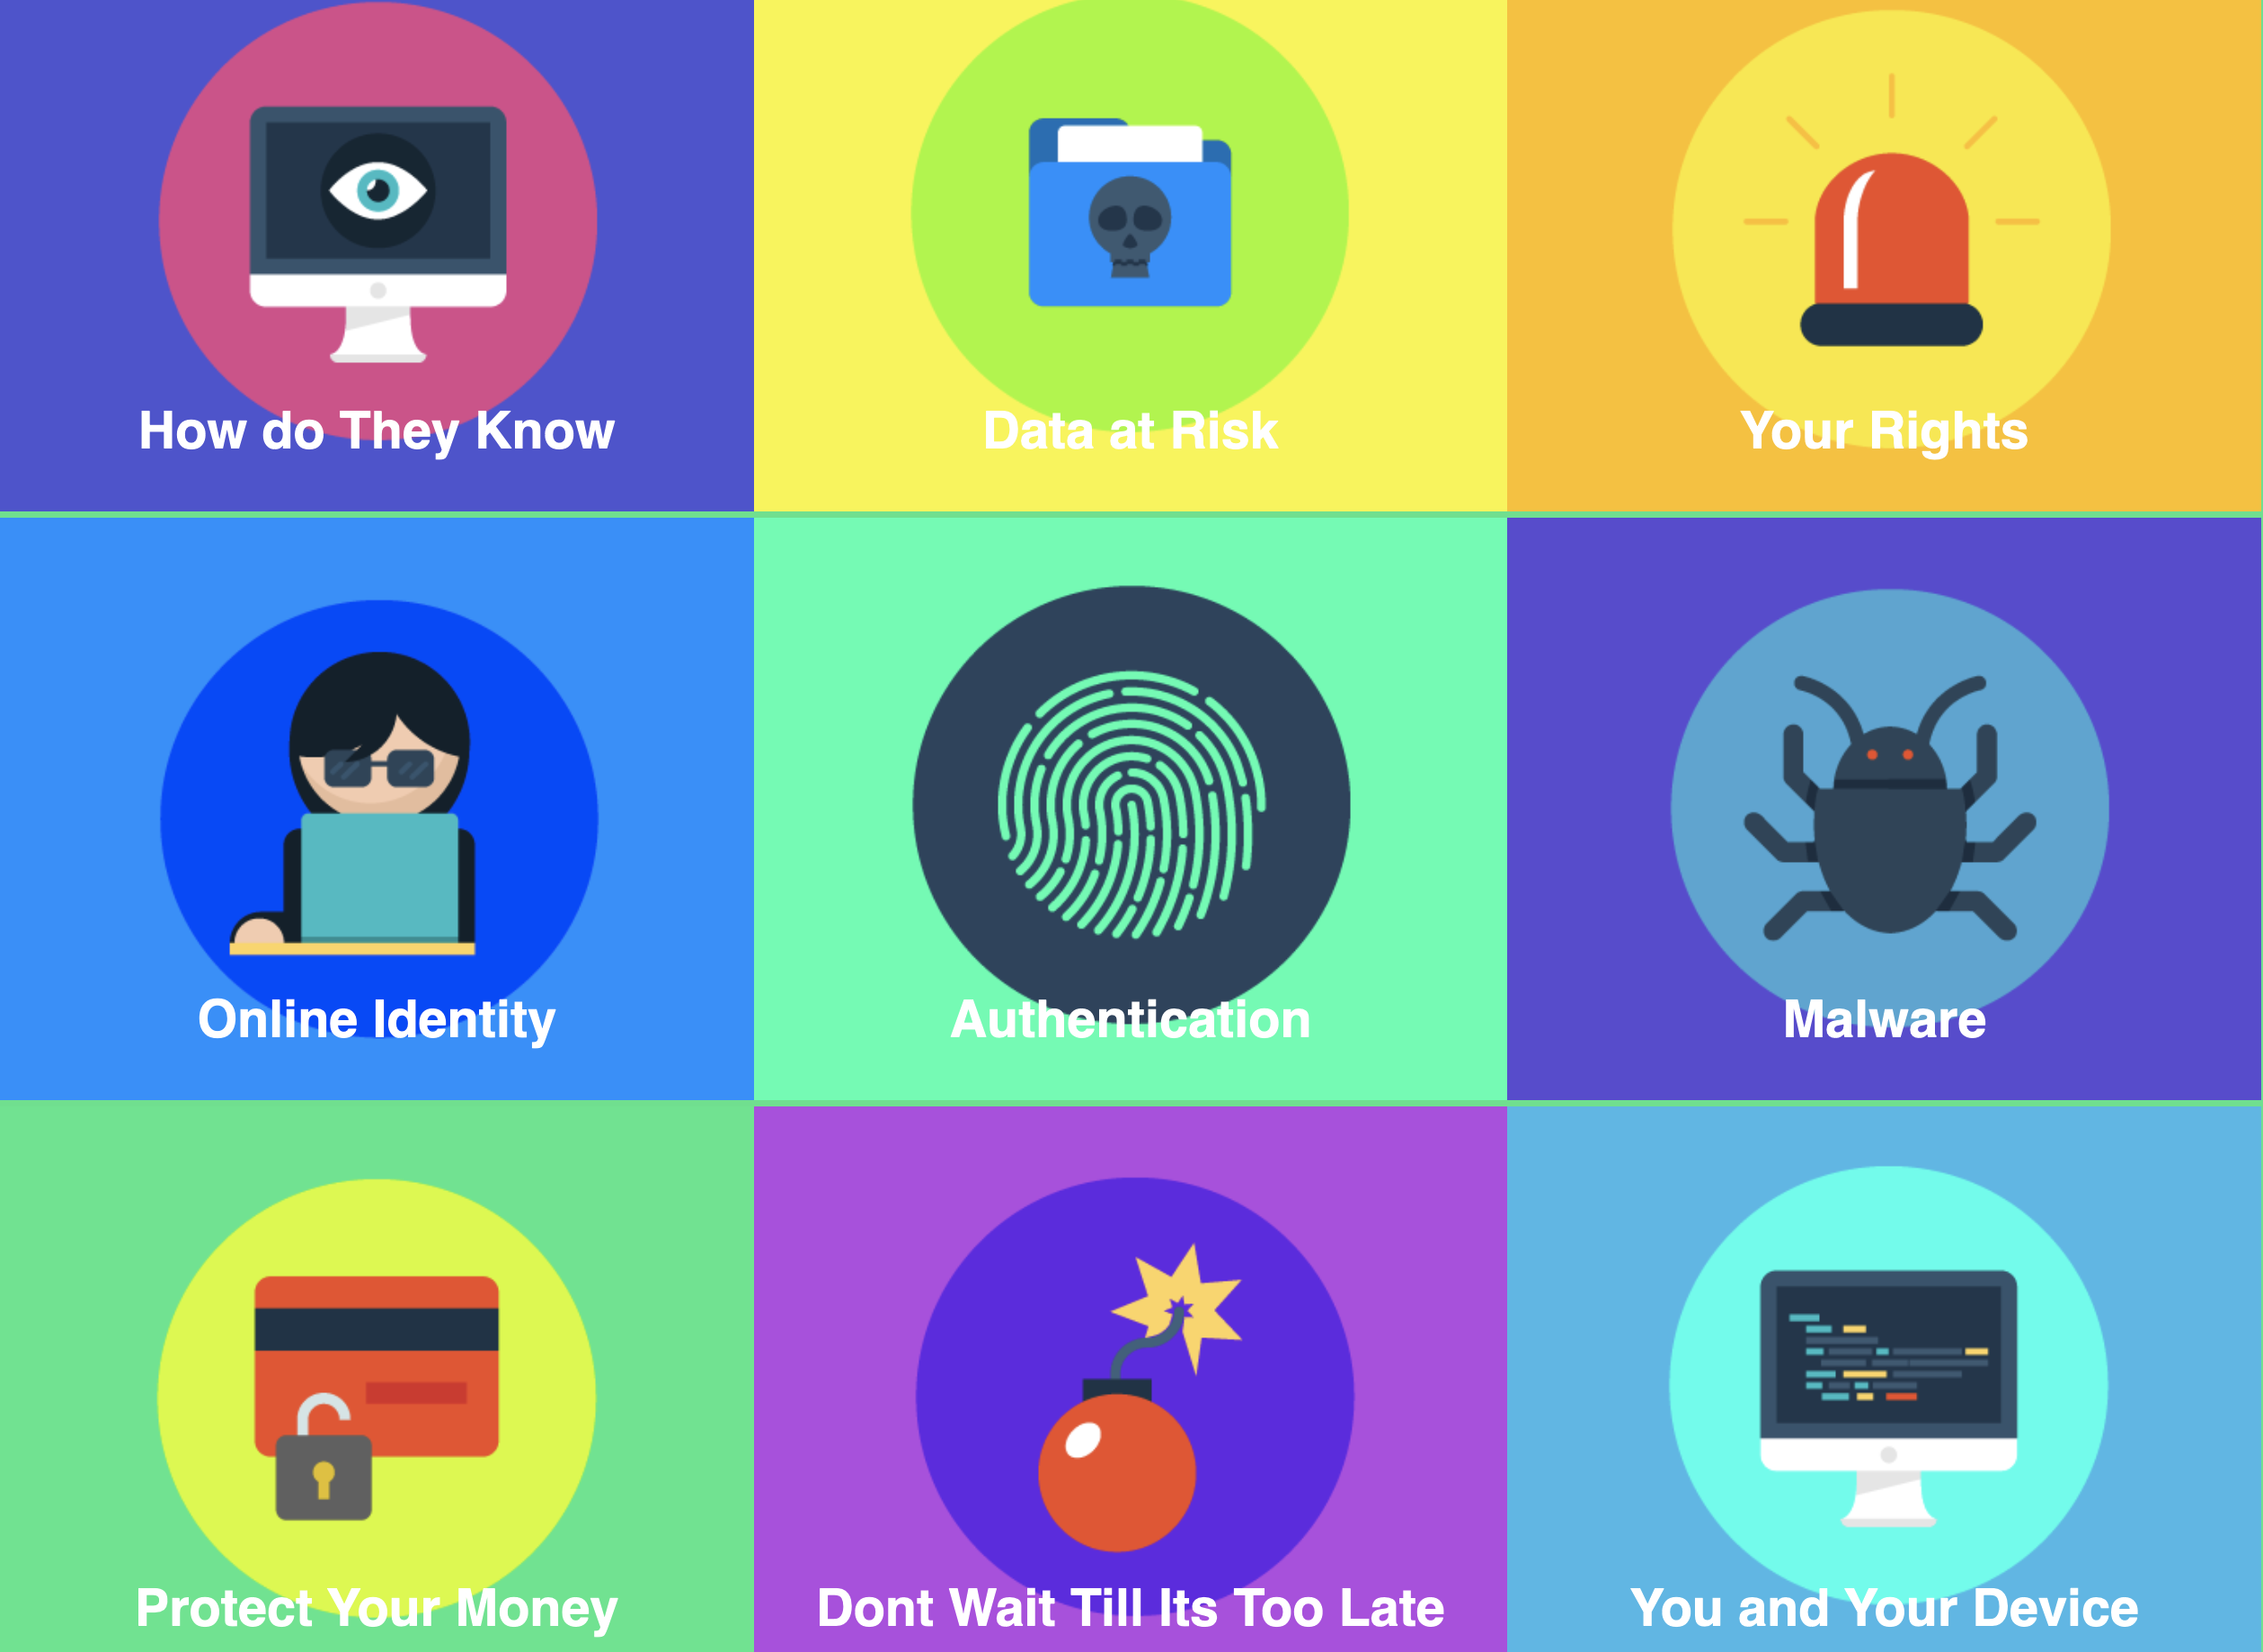 How do They Know
Data at Risk
Your Rights
Online Identity
Authentication
Malware
Protect Your Money
Dont Wait Till Its Too Late
You and Your Device